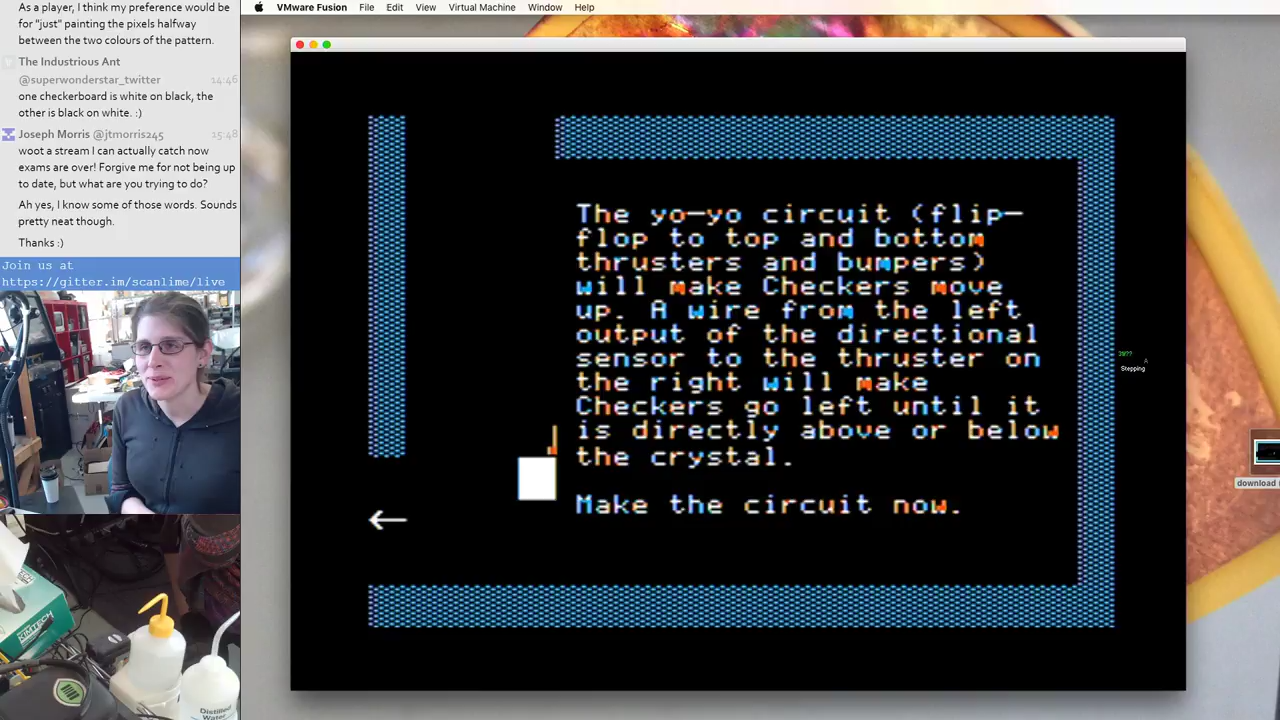 VMware Fusion File Edit View Virtual Machine Window Help
As a player, I think my preference would be
for "just" painting the pixels halfway
between the two colours of the pattern.
The Industrious Ant
@superwonderstar_twitter 14:46
one checkerboard is white on black, the
other is black on white. :)
Joseph Morris @jtmorris245 15:48
woot a stream I can actually catch now
exams are over! Forgive me for not being up
to date, but what are you trying to do?
Ah yes, I know some of those words. Sounds
pretty neat though.
Thanks :)
Join us at
https://gitter.im/scanlime/live
The yo-yo circuit (flip-
flop to top and bottom
thrusters and bumpers)
will make Checkers move
up. A wire from the left
output of the directional
sensor to the thruster on
the right will make
Checkers go left until it
is directly above or below
the crystal.
Make the circuit now.
Stepping
download
KIMTECH
Distilled
Water